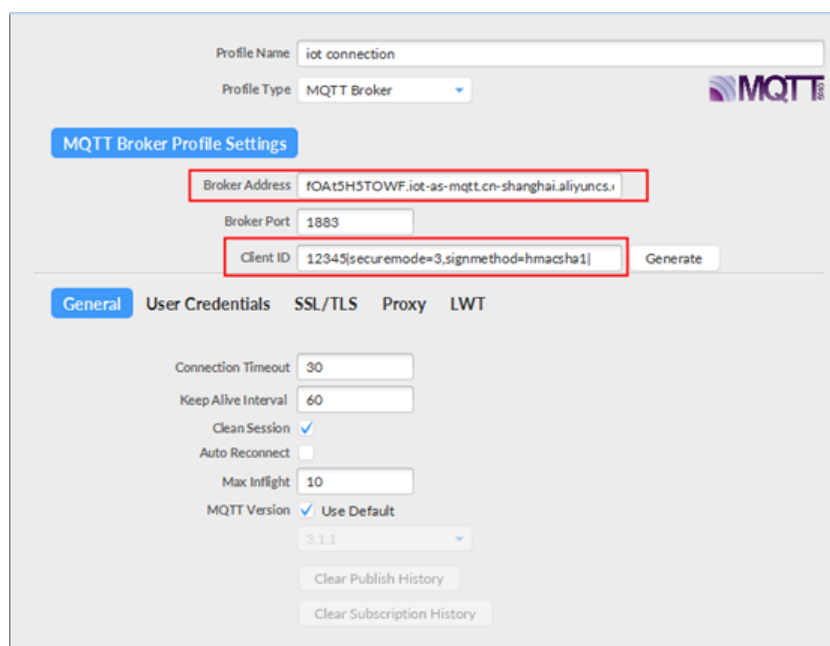 Profile Name iot connection
Profile Type MQTT Broker
MQTT
MQTT Broker Profile Settings
Broker Address fOAt5H5TOWF.iot-as-mqtt.cn-shanghai.aliyuncs.
Broker Port 1883
Client ID 12345|securemode=3,signmethod=hmacsha1| Generate
General User Credentials SSL/TLS Proxy LWT
Connection Timeout 30
Keep Alive Interval 60
Clean Session
Auto Reconnect
Max Inflight 10
MQTT Version Use Default
3.1.1
Clear Publish History
Clear Subscription History